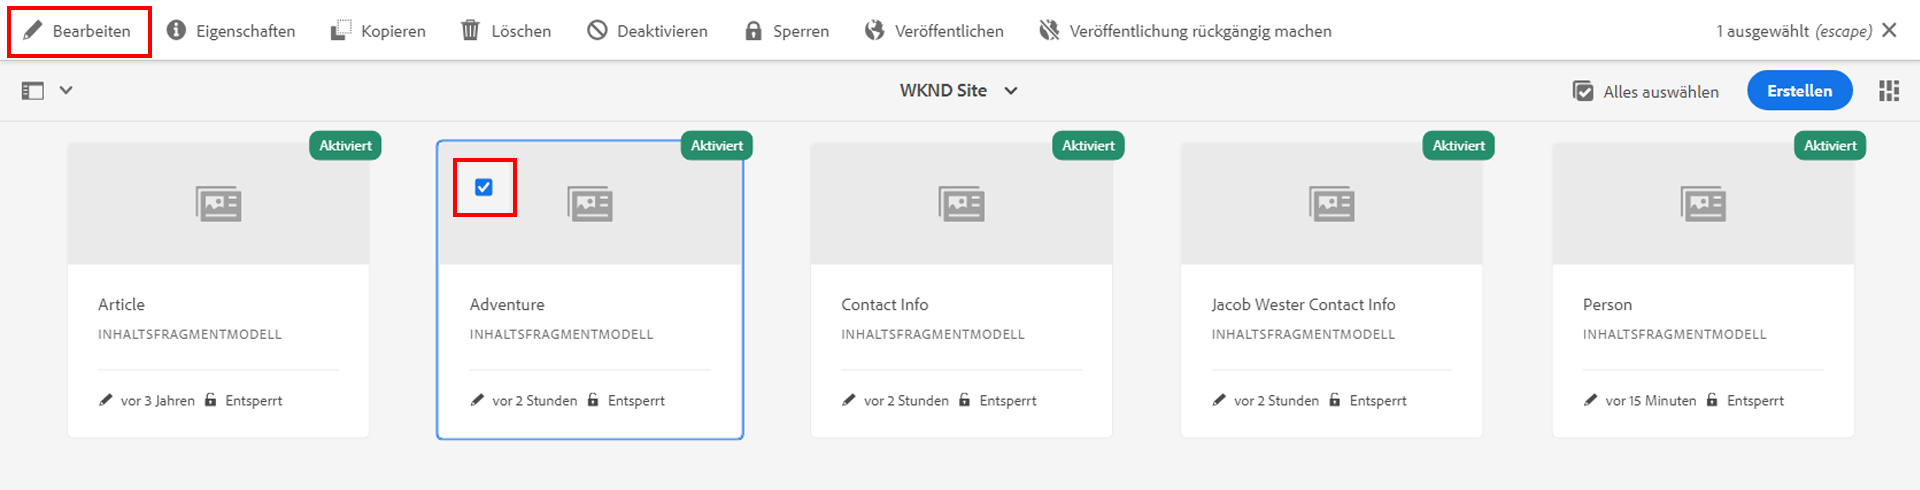 Bearbeiten Eigenschaften Kopieren Löschen Deaktivieren Sperren Veröffentlichen Veröffentlichung rückgängig machen 1 ausgewählt (escape)
WKND Site Alles auswählen Erstellen
Aktiviert Aktiviert Aktiviert Aktiviert Aktiviert
Article Adventure Contact Info Jacob Wester Contact Info Person
INHALTSFRAGMENTMODELL INHALTSFRAGMENTMODELL INHALTSFRAGMENTMODELL INHALTSFRAGMENTMODELL INHALTSFRAGMENTMODELL
vor 3 Jahren Entsperrt vor 2 Stunden Entsperrt vor 2 Stunden Entsperrt vor 2 Stunden Entsperrt vor 15 Minuten Entsperrt